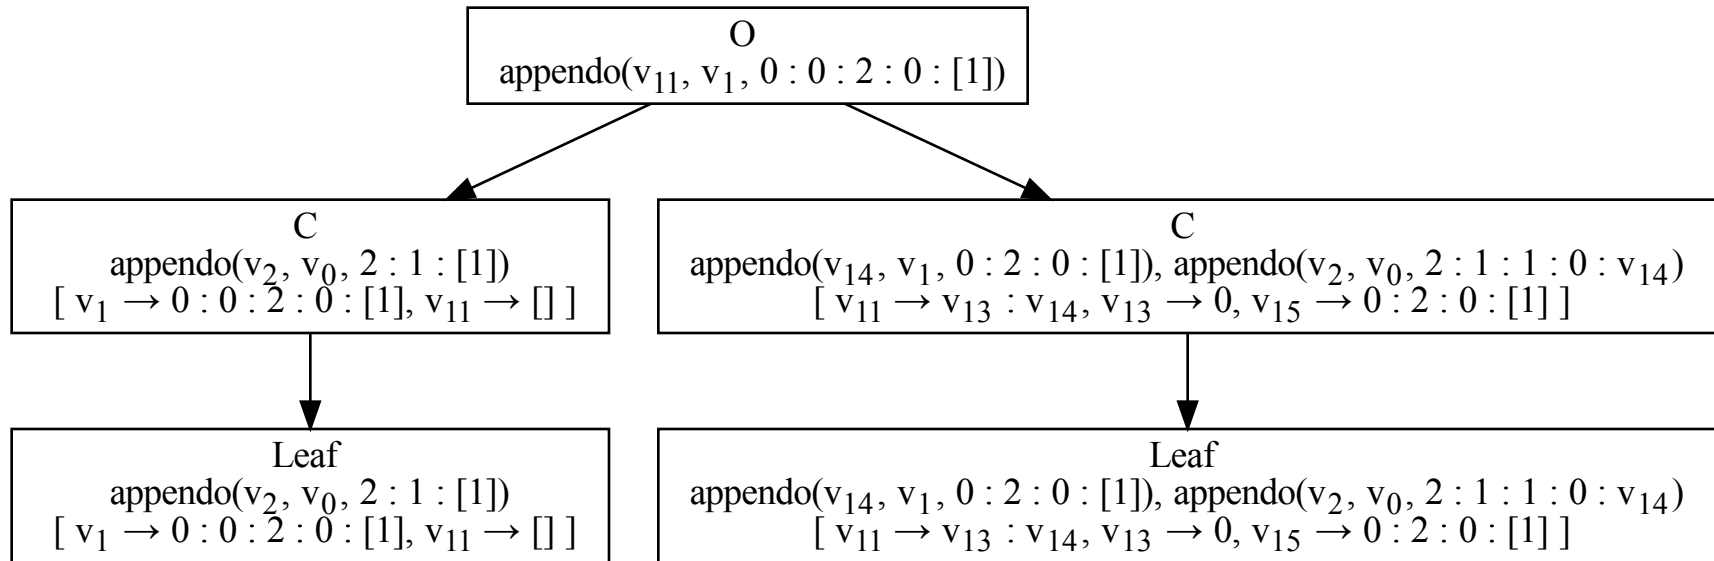 O
appendo(v₁₁, v₁, 0 : 0 : 2 : 0 : [1])
C
appendo(v₂, v₀, 2 : 1 : [1])
[ v₁ → 0 : 0 : 2 : 0 : [1], v₁₁ → [] ]
C
appendo(v₁₄, v₁, 0 : 2 : 0 : [1]), appendo(v₂, v₀, 2 : 1 : 1 : 0 : v₁₄)
[ v₁₁ → v₁₃ : v₁₄, v₁₃ → 0, v₁₅ → 0 : 2 : 0 : [1] ]
Leaf
appendo(v₂, v₀, 2 : 1 : [1])
[ v₁ → 0 : 0 : 2 : 0 : [1], v₁₁ → [] ]
Leaf
appendo(v₁₄, v₁, 0 : 2 : 0 : [1]), appendo(v₂, v₀, 2 : 1 : 1 : 0 : v₁₄)
[ v₁₁ → v₁₃ : v₁₄, v₁₃ → 0, v₁₅ → 0 : 2 : 0 : [1] ]